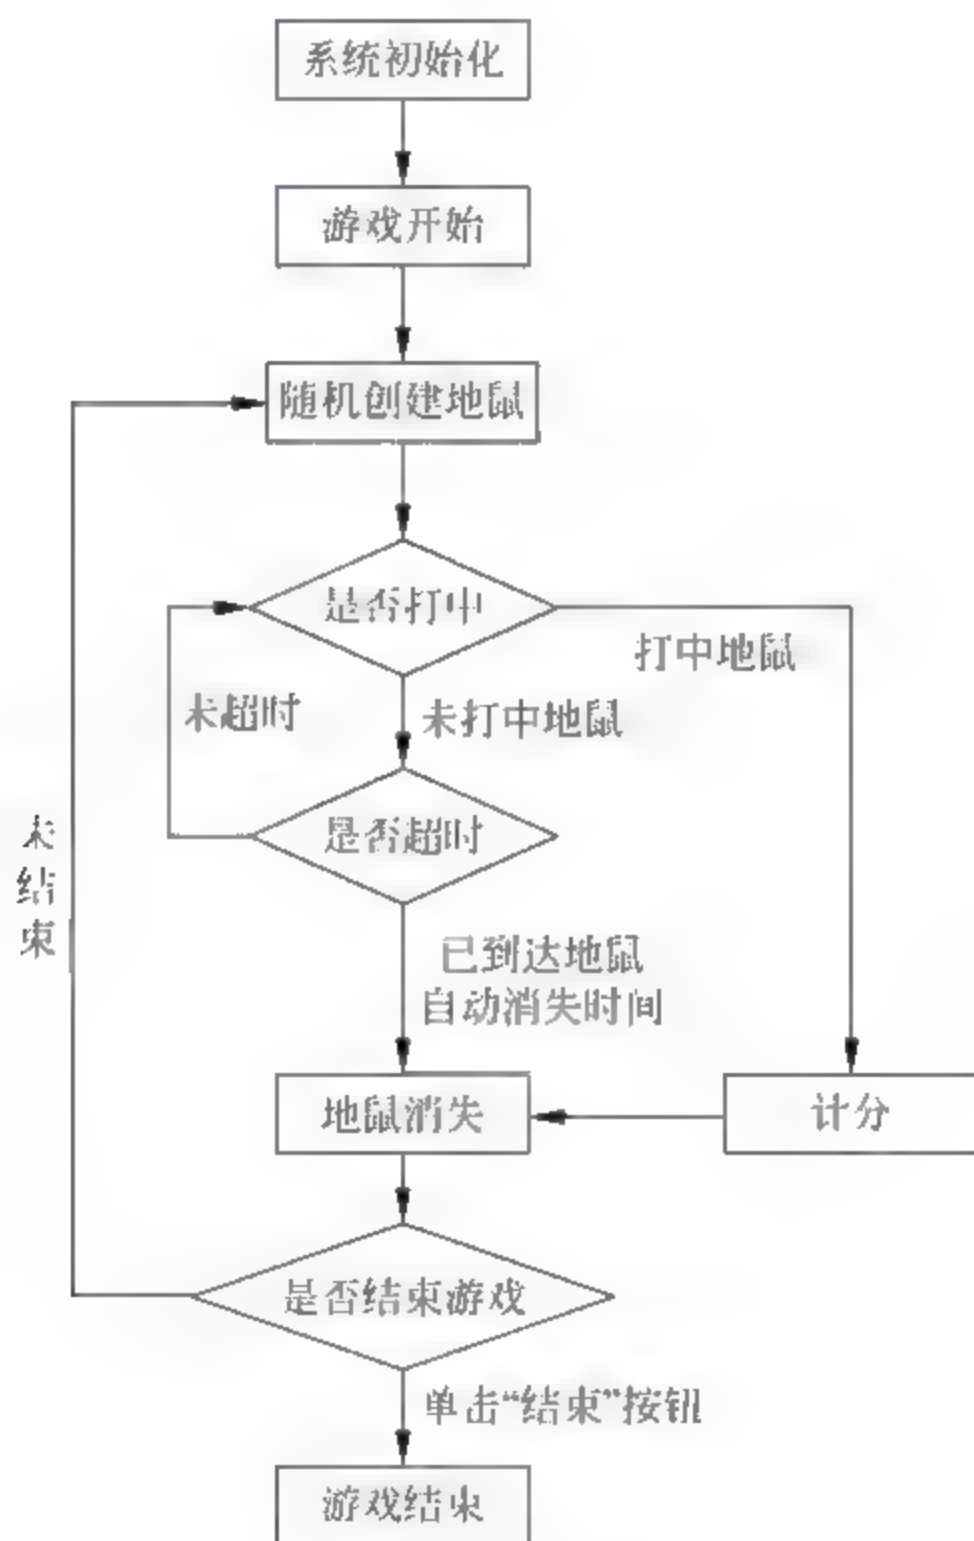 系统初始化
游戏开始
随机创建地鼠
是否打中
打中地鼠
未超时
未打中地鼠
是否超时
未
结
束
已到达地鼠
自动消失时间
地鼠消失
计分
是否结束游戏
单击“结束”按钮
游戏结束